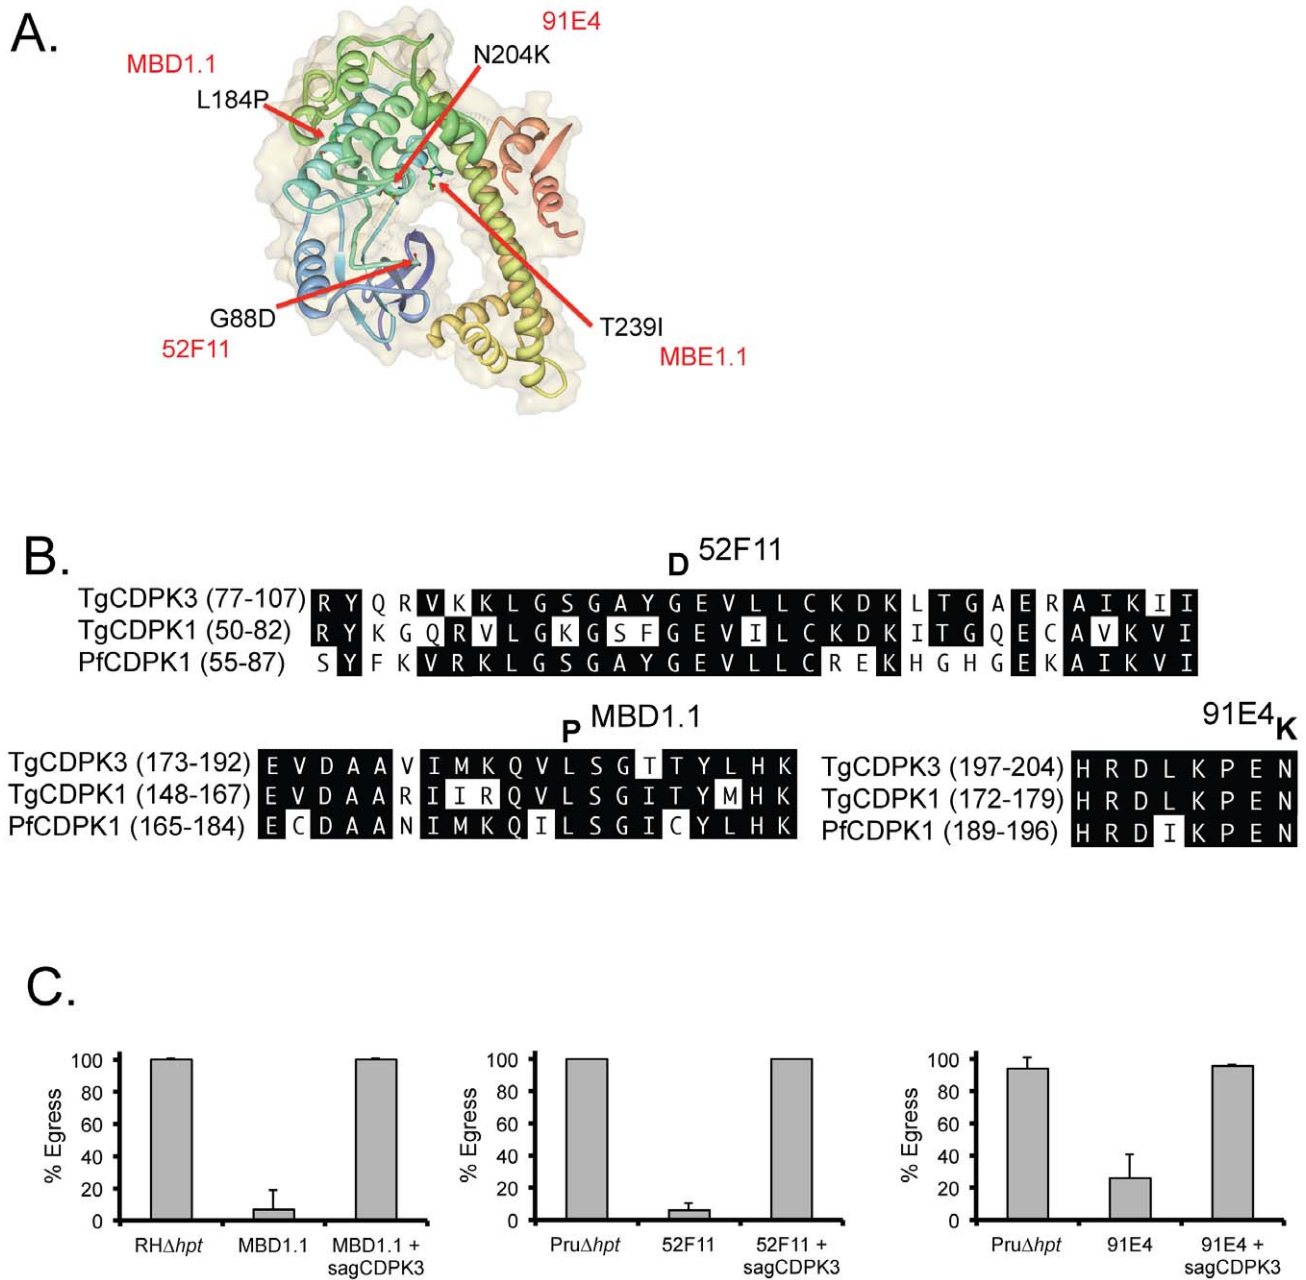 A.
91E4
N204K
MBD1.1
L184P
G88D
52F11
T239I
MBE1.1
B.
D 52F11
TgCDPK3 (77-107) R Y Q R V K K L G S G A Y G E V L L C K D K L T G A E R A I K I I
TgCDPK1 (50-82) R Y K G Q R V L G K G S F G E V I L C K D K I T G Q E C A V K V I
PfCDPK1 (55-87) S Y F K V R K L G S G A Y G E V L L C R E K H G H G E K A I K V I
P MBD1.1
TgCDPK3 (173-192) E V D A A V I M K Q V L S G T T Y L H K
TgCDPK1 (148-167) E V D A A R I I R Q V L S G I T Y M H K
PfCDPK1 (165-184) E C D A A N I M K Q I L S G I C Y L H K
91E4 K
TgCDPK3 (197-204) H R D L K P E N
TgCDPK1 (172-179) H R D L K P E N
PfCDPK1 (189-196) H R D I K P E N
C.
% Egress
100
80
60
40
20
0
RHΔhpt
MBD1.1
MBD1.1 +
sagCDPK3
% Egress
100
80
60
40
20
0
PruΔhpt
52F11
52F11 +
sagCDPK3
% Egress
100
80
60
40
20
0
PruΔhpt
91E4
91E4 +
sagCDPK3